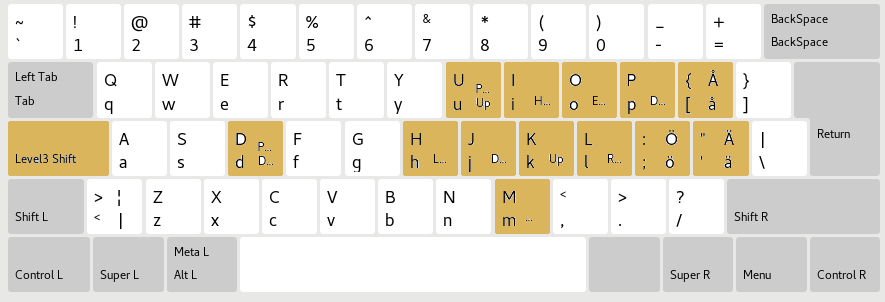 ~ ! @ # $ % ^ & * ( ) _ + BackSpace
` 1 2 3 4 5 6 7 8 9 0 - = BackSpace
Left Tab Q W E R T Y U P... I O P { Å }
Tab q w e r t y u Up i H... o E... p D... [ å ]
A S D P... F G H J K L : Ö " Ä | Return
Level3 Shift a s d D... f g h L... j D... k Up l R... ; ö ' ä \
> ¦ Z X C V B N M < > ?
Shift L < | z x c v b n m ... , . / Shift R
Meta L
Control L Super L Alt L Super R Menu Control R